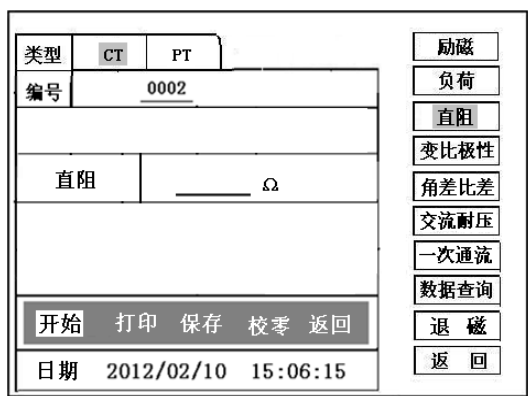 类型 CT PT
编号 0002
直阻 Ω
开始 打印 保存 校零 返回
日期 2012/02/10 15:06:15
励磁
负荷
直阻
变比极性
角差比差
交流耐压
一次通流
数据查询
退 磁
返 回